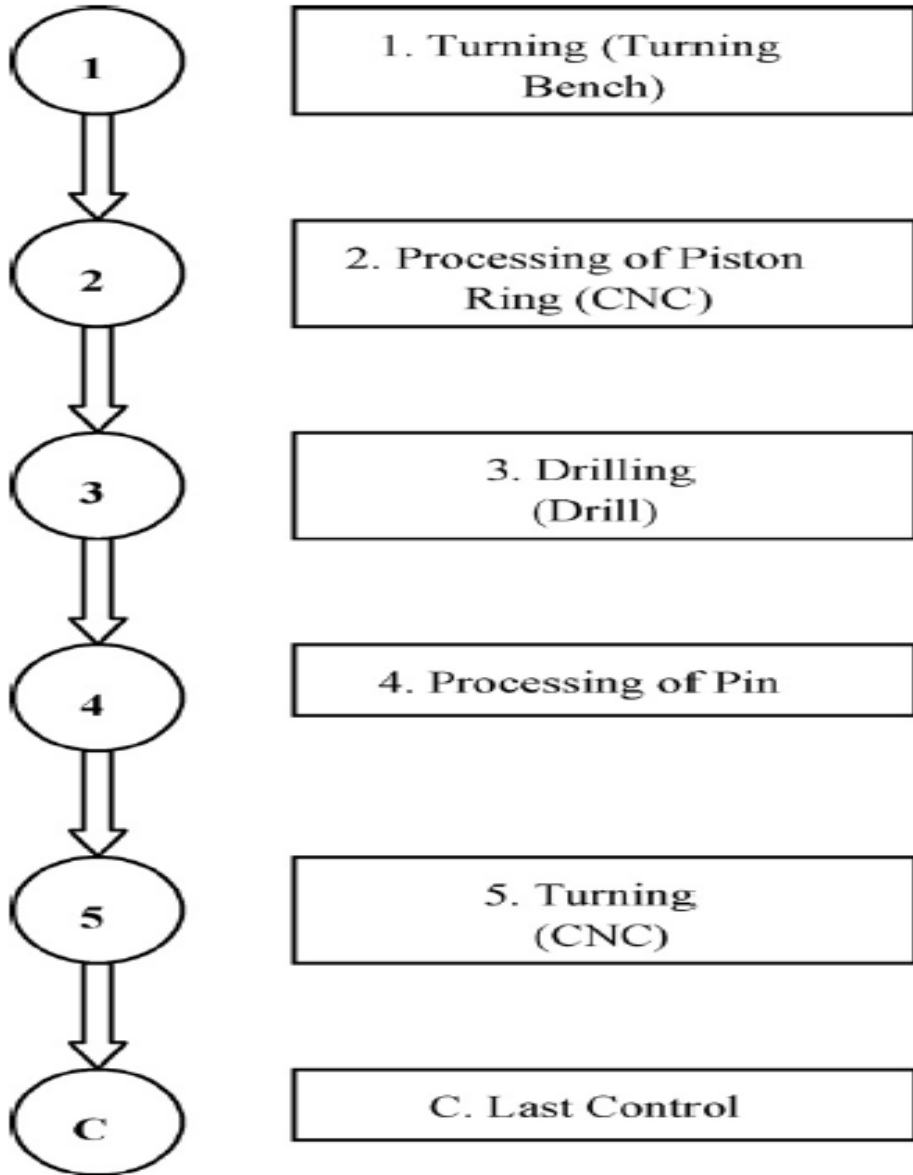 1
1. Turning (Turning
Bench)
2
2. Processing of Piston
Ring (CNC)
3
3. Drilling
(Drill)
4
4. Processing of Pin
5
5. Turning
(CNC)
C
C. Last Control